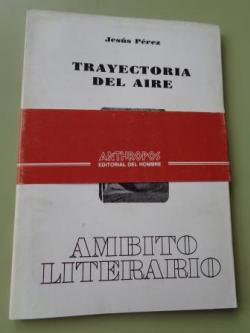 Jesús Pérez
TRAYECTORIA
DEL AIRE
ANTHROPOS
EDITORIAL DEL HOMBRE
AMBITO
LITERARIO